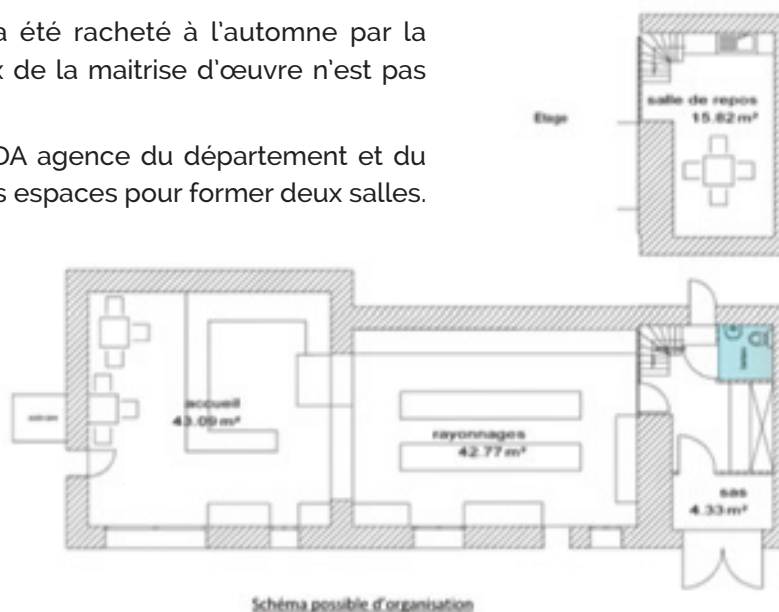 a été racheté à l'automne par la
x de la maitrise d'œuvre n'est pas
DA agence du département et du
s espaces pour former deux salles.
Etage
salle de repos
15.82 m²
accueil
43.09 m²
rayonnages
42.77 m²
sas
4.33 m²
Schéma possible d'organisation